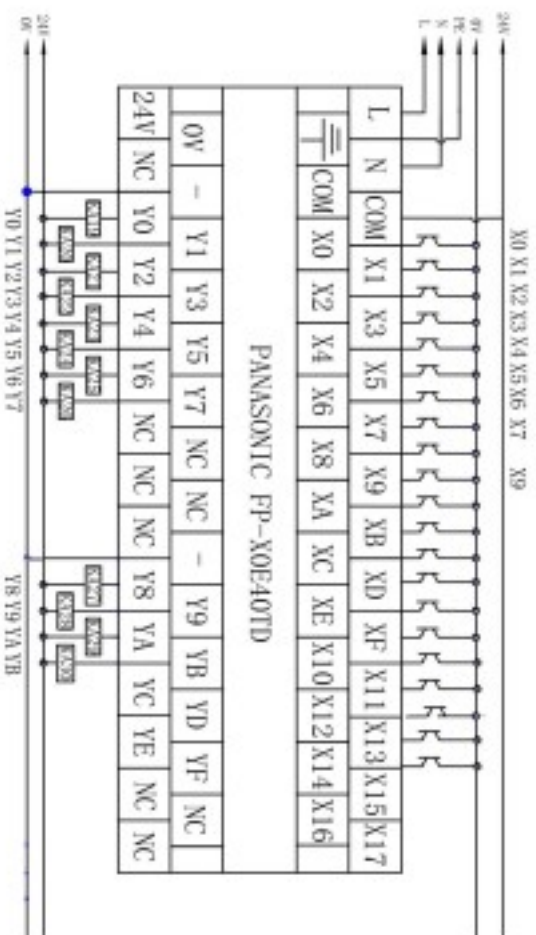 24V
X0 X1 X2 X3 X4 X5 X6 X7 X9
0V
PE
N
L
L N COM X1 X3 X5 X7 X9 XB XD XF X11 X13 X15 X17
COM X0 X2 X4 X6 X8 XA XC XE X10 X12 X14 X16
PANASONIC FP-X0E40TD
0V - Y1 Y3 Y5 Y7 NC NC - Y9 YB YD YF NC
24V NC Y0 Y2 Y4 Y6 NC NC NC Y8 YA YC YE NC NC
24V
0V
Y0 Y1 Y2 Y3 Y4 Y5 Y6 Y7 Y8 Y9 YA YB